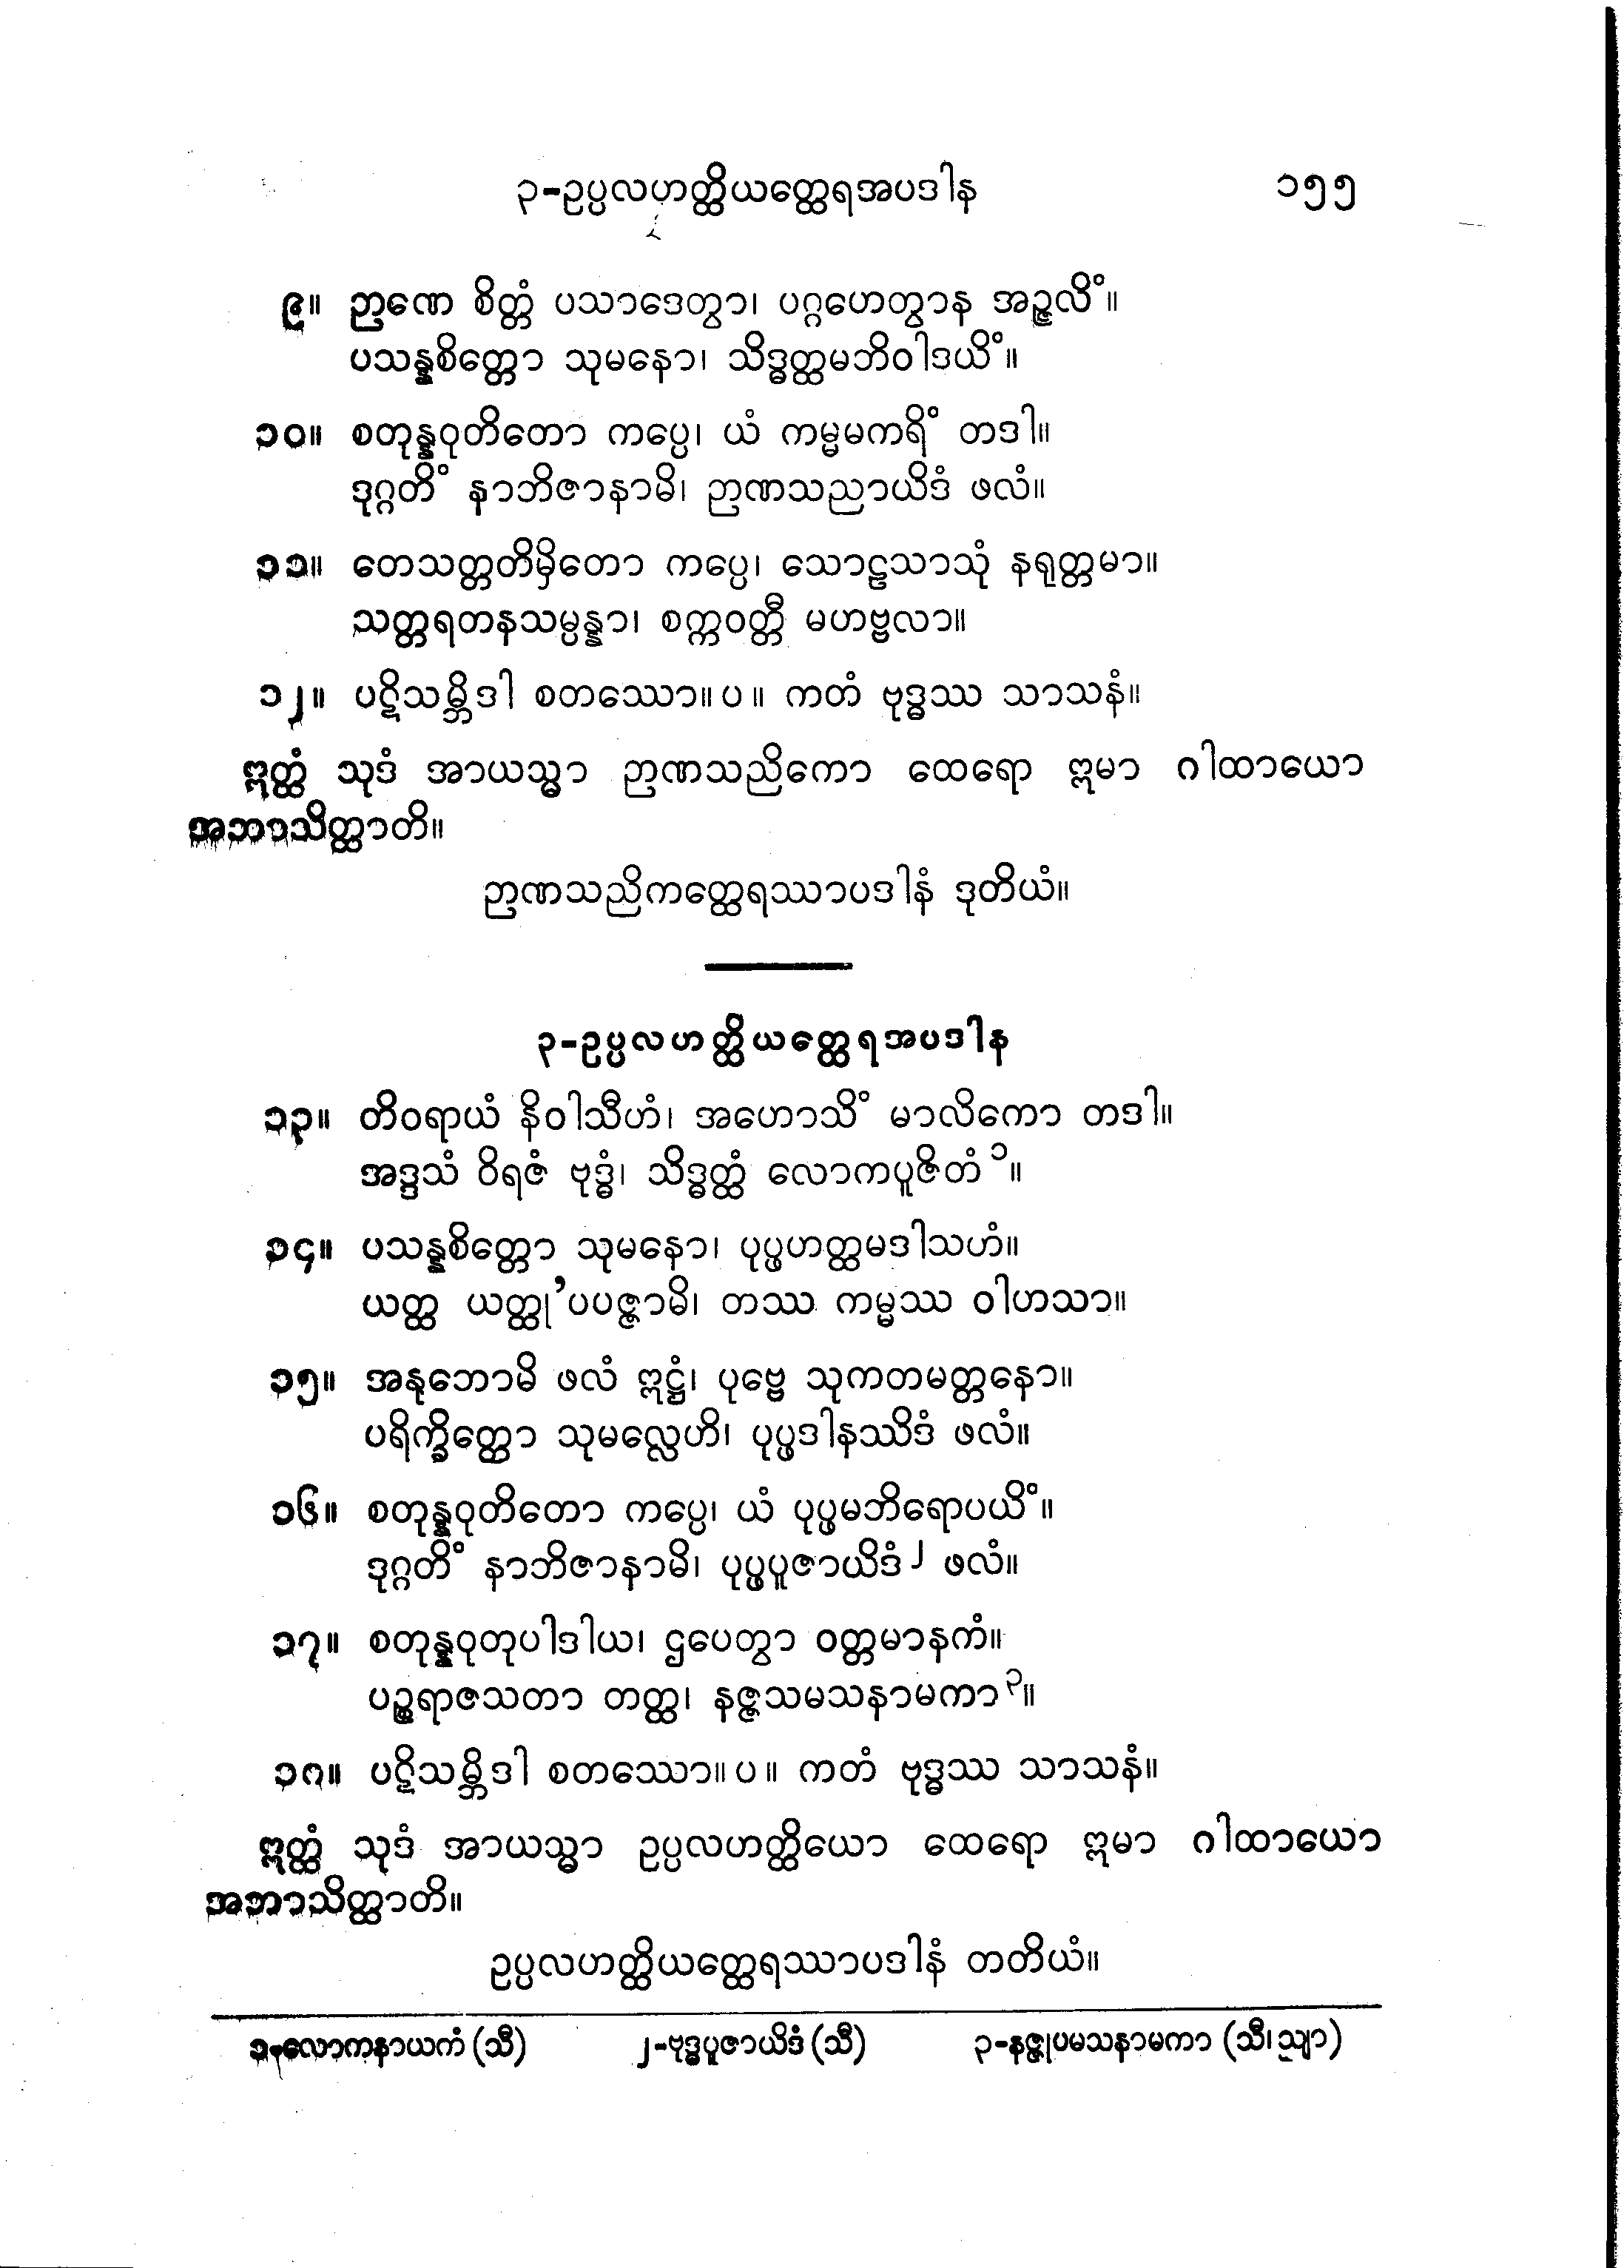 ၃-ဥပ္ပလဟတ္ထိယတ္ထေရအပဒါန ၁၅၅
၉။ ဉာဏေ စိတ္တံ ပသာဒေတွာ၊ ပဂ္ဂဟေတွာန အဉ္ဇလိံ။
ပသန္နစိတ္တော သုမနော၊ သိဒ္ဓတ္ထမဘိဝါဒယိံ။
၁၀။ စတုန္နဝုတိတော ကပ္ပေ၊ ယံ ကမ္မမကရိံ တဒါ။
ဒုဂ္ဂတိံ နာဘိဇာနာမိ၊ ဉာဏသညာယိဒံ ဖလံ။
၁၁။ တေသတ္တတိမှိတော ကပ္ပေ၊ သောဠသာသုံ နရုတ္တမာ။
သတ္တရတနသမ္ပန္နာ၊ စက္ကဝတ္တီ မဟဗ္ဗလာ။
၁၂။ ပဋိသမ္ဘိဒါ စတဿော။ပ။ ကတံ ဗုဒ္ဓဿ သာသနံ။
ဣတ္ထံ သုဒံ အာယသ္မာ ဉာဏသညိကော ထေရော ဣမာ ဂါထာယော
အဘာသိတ္ထာတိ။
ဉာဏသညိကတ္ထေရဿာပဒါနံ ဒုတိယံ။
၃-ဥပ္ပလဟတ္ထိယတ္ထေရအပဒါန
၁၃။ တိဝရာယံ နိဝါသီဟံ၊ အဟောသိံ မာလိကော တဒါ။
အဒ္ဒသံ ဝိရဇံ ဗုဒ္ဓံ၊ သိဒ္ဓတ္ထံ လောကပူဇိတံ ၁။
၁၄။ ပသန္နစိတ္တော သုမနော၊ ပုပ္ဖဟတ္ထမဒါသဟံ။
ယတ္ထ ယတ္ထု’ပပဇ္ဇာမိ၊ တဿ ကမ္မဿ ဝါဟသာ။
၁၅။ အနုဘောမိ ဖလံ ဣဋ္ဌံ၊ ပုဗ္ဗေ သုကတမတ္တနော။
ပရိက္ခိတ္တော သုမလ္လေဟိ၊ ပုပ္ဖဒါနဿိဒံ ဖလံ။
၁၆။ စတုန္နဝုတိတော ကပ္ပေ၊ ယံ ပုပ္ဖမဘိရောပယိံ။
ဒုဂ္ဂတိံ နာဘိဇာနာမိ၊ ပုပ္ဖပူဇာယိဒံ ၂ ဖလံ။
၁၇။ စတုန္နဝုတုပါဒါယ၊ ဌပေတွာ ဝတ္တမာနကံ။
ပဉ္စရာဇသတာ တတ္ထ၊ နဇ္ဇသမသနာမကာ ၃။
၁၈။ ပဋိသမ္ဘိဒါ စတဿော။ပ။ ကတံ ဗုဒ္ဓဿ သာသနံ။
ဣတ္ထံ သုဒံ အာယသ္မာ ဥပ္ပလဟတ္ထိယော ထေရော ဣမာ ဂါထာယော
အဘာသိတ္ထာတိ။
ဥပ္ပလဟတ္ထိယတ္ထေရဿာပဒါနံ တတိယံ။
၁-လောကနာယကံ (သီ) ၂-ဗုဒ္ဓပူဇာယိဒံ (သီ) ၃-နဇ္ဇုပမသနာမကာ (သီ၊ သျာ)